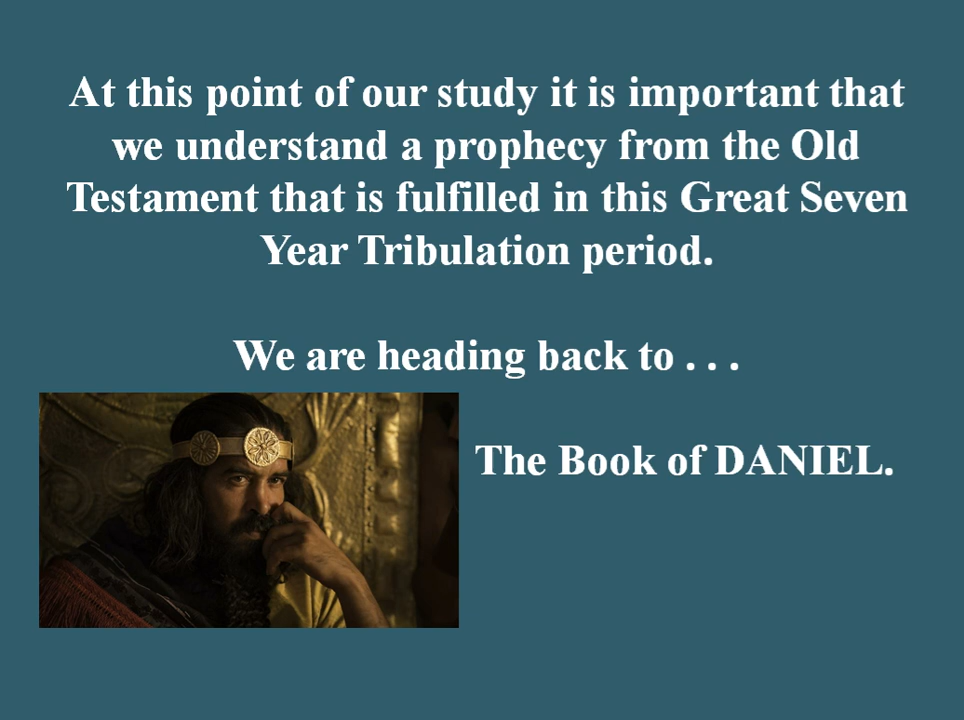 At this point of our study it is important that
we understand a prophecy from the Old
Testament that is fulfilled in this Great Seven
Year Tribulation period.
We are heading back to . . .
The Book of DANIEL.